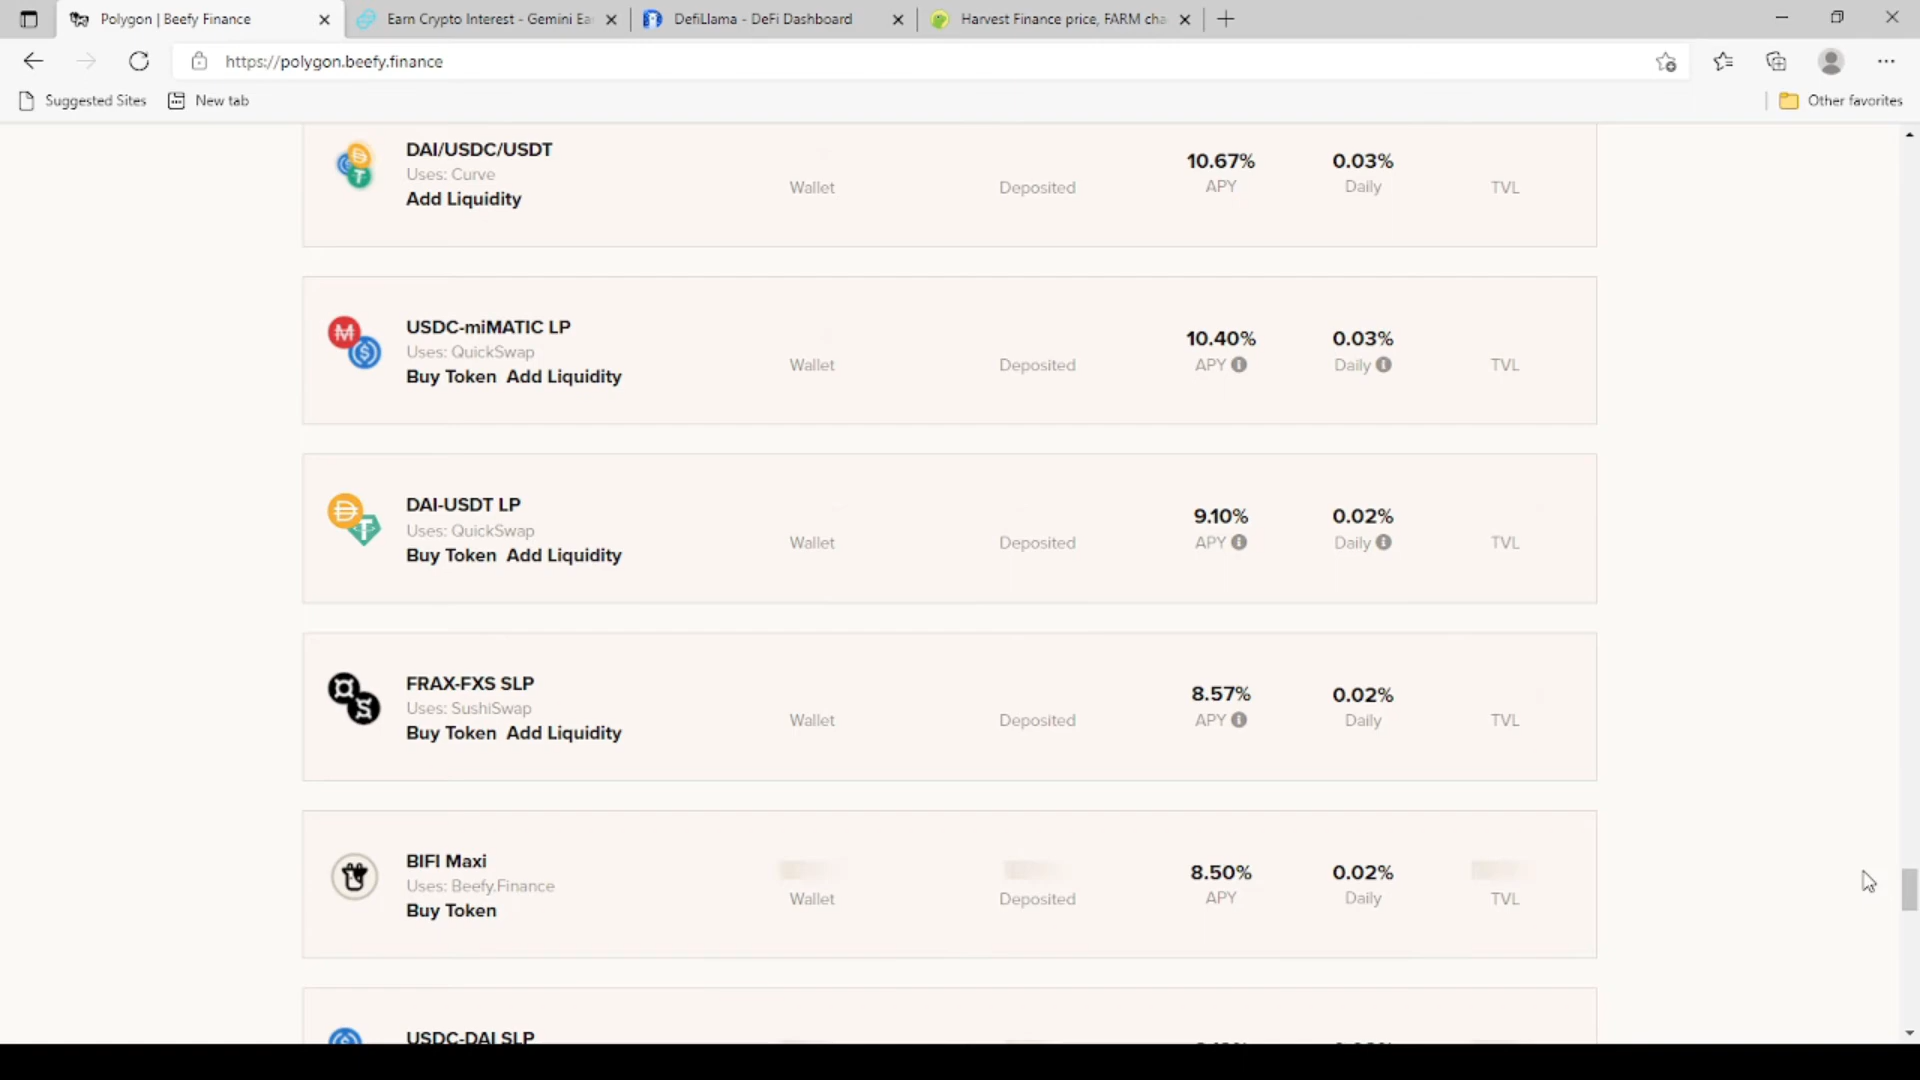 Polygon | Beefy Finance
Earn Crypto Interest - Gemini Ea
DefiLlama - DeFi Dashboard
Harvest Finance price, FARM cha
https://polygon.beefy.finance
Suggested Sites
New tab
Other favorites
DAI/USDC/USDT
Uses: Curve
Add Liquidity
Wallet
Deposited
10.67%
APY
0.03%
Daily
TVL
USDC-miMATIC LP
Uses: QuickSwap
Buy Token Add Liquidity
Wallet
Deposited
10.40%
APY
0.03%
Daily
TVL
DAI-USDT LP
Uses: QuickSwap
Buy Token Add Liquidity
Wallet
Deposited
9.10%
APY
0.02%
Daily
TVL
FRAX-FXS SLP
Uses: SushiSwap
Buy Token Add Liquidity
Wallet
Deposited
8.57%
APY
0.02%
Daily
TVL
BIFI Maxi
Uses: Beefy.Finance
Buy Token
Wallet
Deposited
8.50%
APY
0.02%
Daily
TVL
USDC-DAI SLP